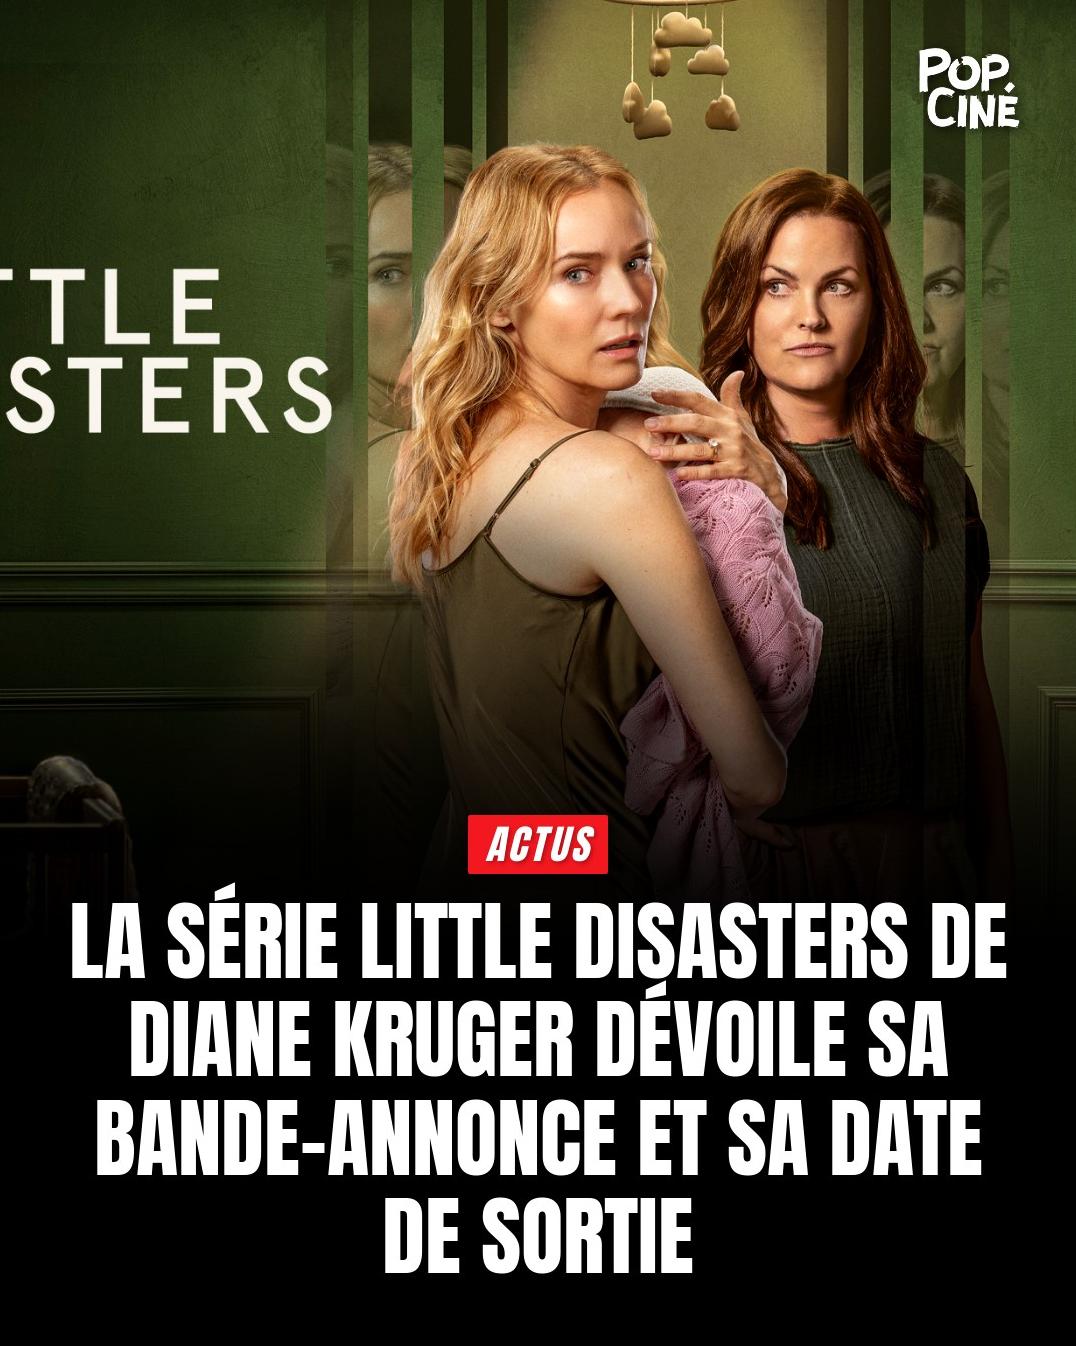 POP.
CINÉ
TTLE
STERS
ACTUS
LA SÉRIE LITTLE DISASTERS DE
DIANE KRUGER DÉVOILE SA
BANDE-ANNONCE ET SA DATE
DE SORTIE